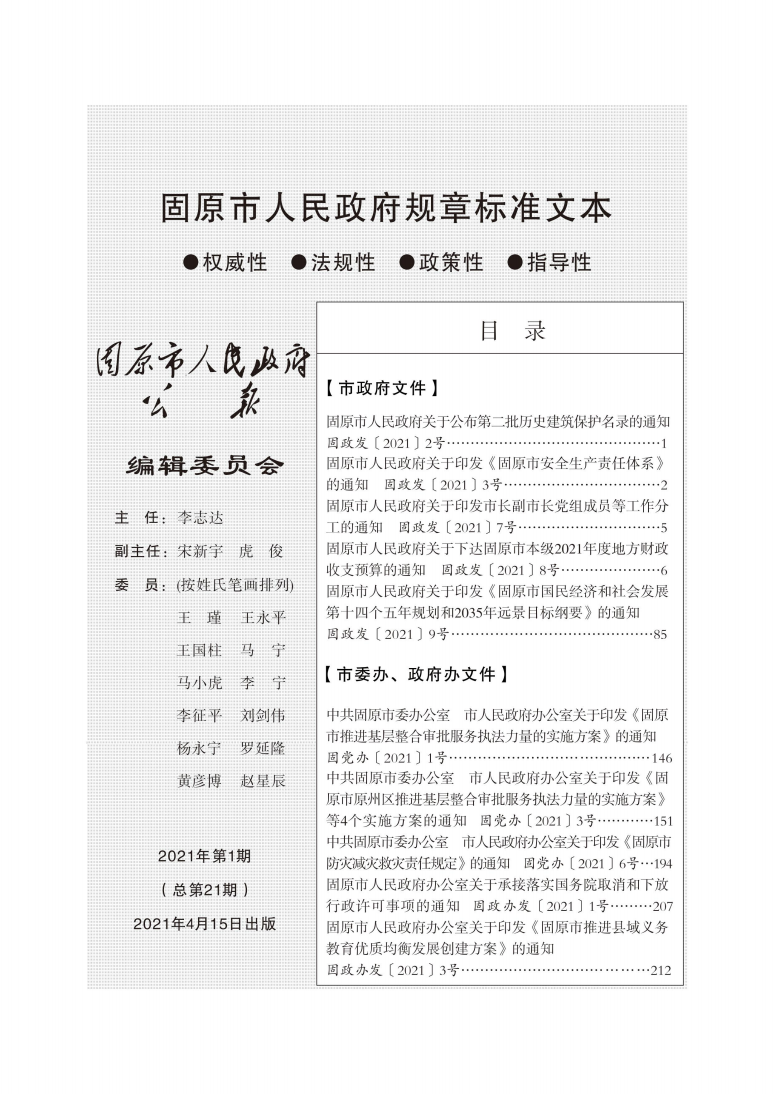 固原市人民政府规章标准文本
●权威性 ●法规性 ●政策性 ●指导性
固原市人民政府
公 报
编辑委员会
主 任：李志达
副主任：宋新宇 虎 俊
委 员：(按姓氏笔画排列)
王 瑾 王永平
王国柱 马 宁
马小虎 李 宁
李征平 刘剑伟
杨永宁 罗延隆
黄彦博 赵星辰
2021年第1期
（总第21期）
2021年4月15日出版
目 录
【市政府文件】
固原市人民政府关于公布第二批历史建筑保护名录的通知
固政发〔2021〕2号……………………………………1
固原市人民政府关于印发《固原市安全生产责任体系》
的通知 固政发〔2021〕3号……………………………2
固原市人民政府关于印发市长副市长党组成员等工作分
工的通知 固政发〔2021〕7号…………………………5
固原市人民政府关于下达固原市本级2021年度地方财政
收支预算的通知 固政发〔2021〕8号…………………6
固原市人民政府关于印发《固原市国民经济和社会发展
第十四个五年规划和2035年远景目标纲要》的通知
固政发〔2021〕9号……………………………………85
【市委办、政府办文件】
中共固原市委办公室 市人民政府办公室关于印发《固原
市推进基层整合审批服务执法力量的实施方案》的通知
固党办〔2021〕1号……………………………………146
中共固原市委办公室 市人民政府办公室关于印发《固
原市原州区推进基层整合审批服务执法力量的实施方案》
等4个实施方案的通知 固党办〔2021〕3号…………151
中共固原市委办公室 市人民政府办公室关于印发《固原市
防灾减灾救灾责任规定》的通知 固党办〔2021〕6号…194
固原市人民政府办公室关于承接落实国务院取消和下放
行政许可事项的通知 固政办发〔2021〕1号………207
固原市人民政府办公室关于印发《固原市推进县域义务
教育优质均衡发展创建方案》的通知
固政办发〔2021〕3号…………………………………212